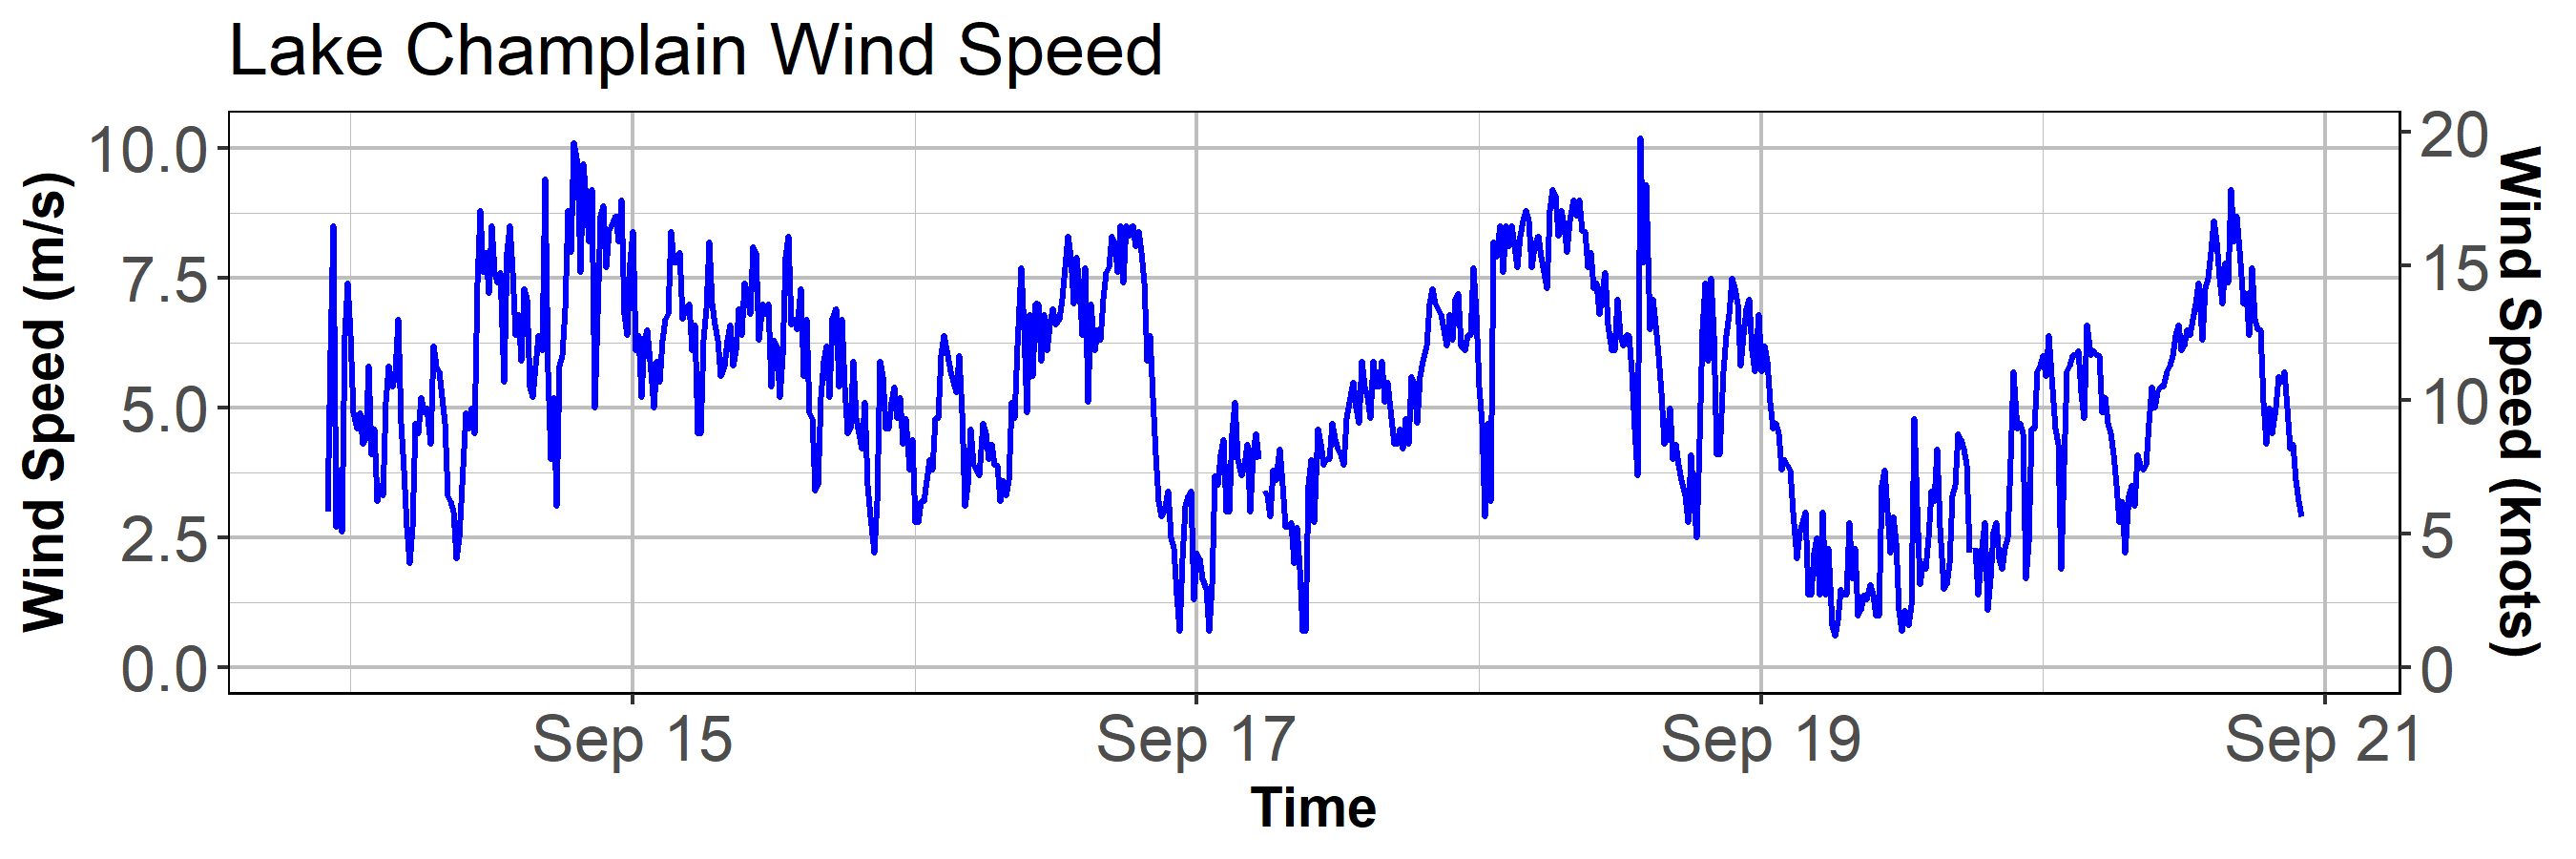 Lake Champlain Wind Speed
Wind Speed (m/s)
10.0
7.5
5.0
2.5
0.0
20
15
10
5
0
Wind Speed (knots)
Sep 15
Sep 17
Sep 19
Sep 21
Time